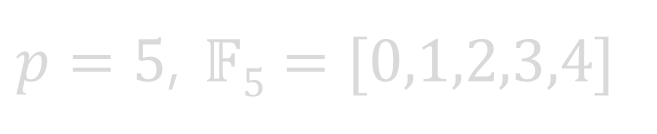 p = 5, 𝔽₅ = [0,1,2,3,4]